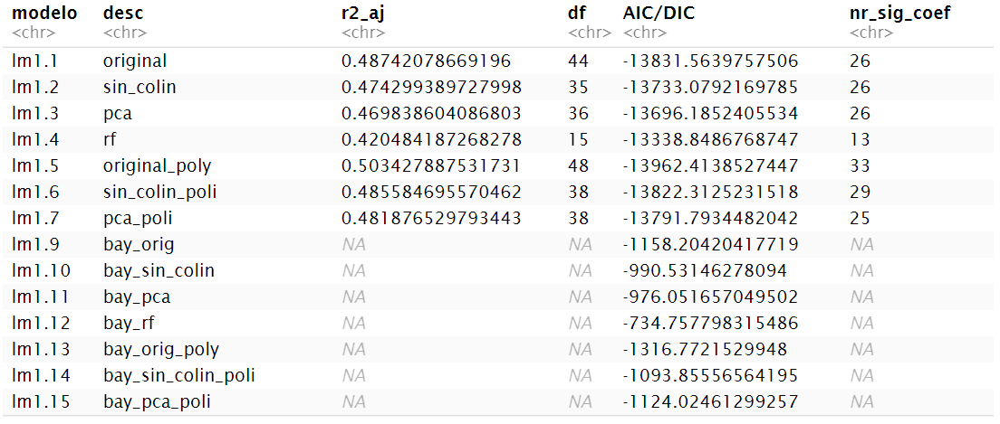 modelo desc r2_aj df AIC/DIC nr_sig_coef
<chr> <chr> <chr> <chr> <chr> <chr>
lm1.1 original 0.48742078669196 44 -13831.5639757506 26
lm1.2 sin_colin 0.474299389727998 35 -13733.0792169785 26
lm1.3 pca 0.469838604086803 36 -13696.1852405534 26
lm1.4 rf 0.420484187268278 15 -13338.8486768747 13
lm1.5 original_poly 0.503427887531731 48 -13962.4138527447 33
lm1.6 sin_colin_poli 0.485584695570462 38 -13822.3125231518 29
lm1.7 pca_poli 0.481876529793443 38 -13791.7934482042 25
lm1.9 bay_orig NA NA -1158.20420417719 NA
lm1.10 bay_sin_colin NA NA -990.53146278094 NA
lm1.11 bay_pca NA NA -976.051657049502 NA
lm1.12 bay_rf NA NA -734.757798315486 NA
lm1.13 bay_orig_poly NA NA -1316.7721529948 NA
lm1.14 bay_sin_colin_poli NA NA -1093.85556564195 NA
lm1.15 bay_pca_poli NA NA -1124.02461299257 NA